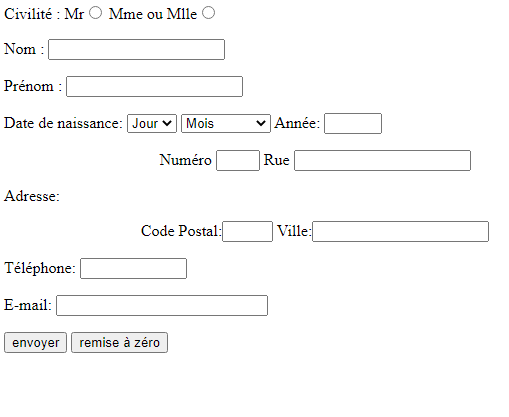 Civilité : Mr Mme ou Mlle
Nom :
Prénom :
Date de naissance: Jour Mois Année:
Numéro Rue
Adresse:
Code Postal: Ville:
Téléphone:
E-mail:
envoyer remise à zéro